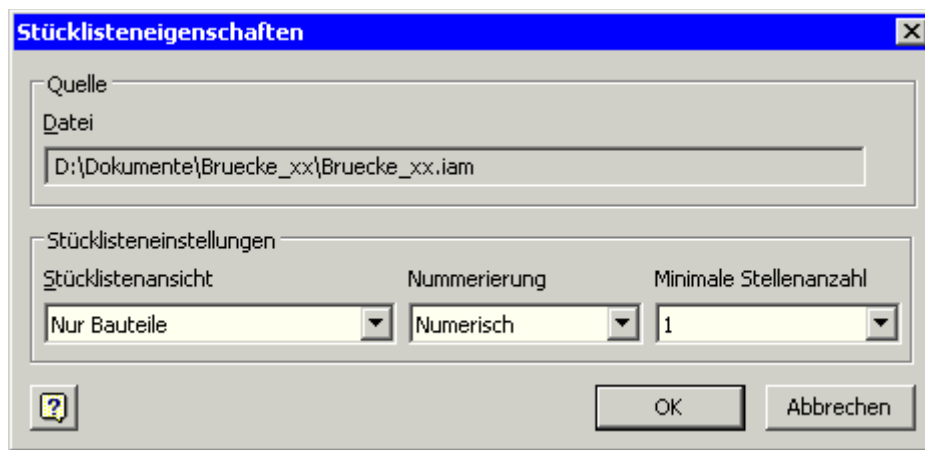 Stücklisteneigenschaften
Quelle
Datei
D:\Dokumente\Bruecke_xx\Bruecke_xx.iam
Stücklisteneinstellungen
Stücklistenansicht Nummerierung Minimale Stellenanzahl
Nur Bauteile Numerisch 1
OK Abbrechen